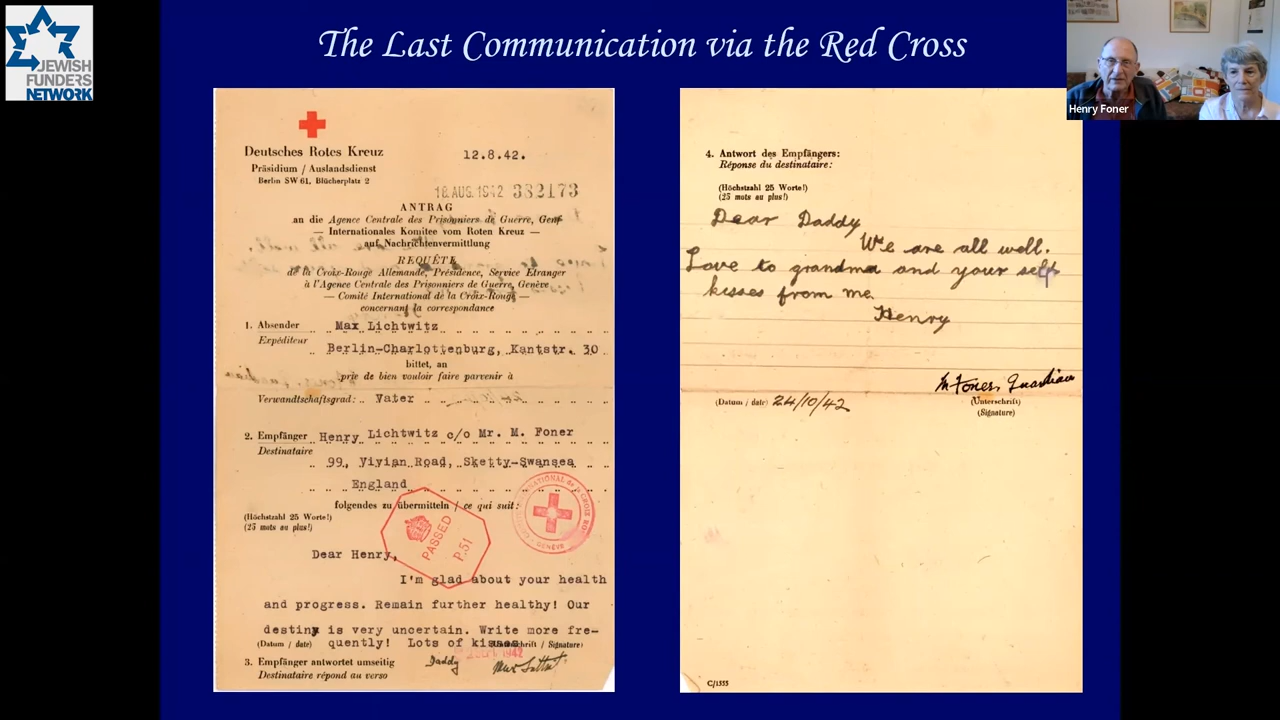 JEWISH
FUNDERS
NETWORK
The Last Communication via the Red Cross
Henry Foner
Deutsches Rotes Kreuz
Präsidium / Auslandsdienst
Berlin SW 61, Blücherplatz 2
12.8.42.
18. AUG. 1942 382173
ANTRAG
an die Agence Centrale des Prisonniers de Guerre, Genf
— Internationales Komitee vom Roten Kreuz —
auf Nachrichtenvermittlung
REQUÊTE
de la Croix-Rouge Allemande, Présidence, Service Etranger
à l'Agence Centrale des Prisonniers de Guerre, Genève
— Comité International de la Croix-Rouge —
concernant la correspondance
1. Absender Max Lichtwitz
Expéditeur Berlin-Charlottenburg, Kantstr. 30
bittet, an
prie de bien vouloir faire parvenir à
Verwandtschaftsgrad: Vater
2. Empfänger Henry Lichtwitz c/o Mr. M. Foner
Destinataire 99, Vivian Road, Sketty-Swansea
England
folgendes zu übermitteln / ce qui suit:
(Höchstzahl 25 Worte!)
(25 mots au plus!)
PASSED
P.51
GENÈVE
Dear Henry,
I'm glad about your health
and progress. Remain further healthy! Our
destiny is very uncertain. Write more fre-
(Datum / date) quently! Lots of kisses
1942
Daddy
3. Empfänger antwortet umseitig
Destinataire répond au verso
4. Antwort des Empfängers:
Réponse du destinataire:
(Höchstzahl 25 Worte!)
(25 mots au plus!)
Dear Daddy
We are all well.
Love to grandma and your self
kisses from me.
Henry
M Foner, Guardian
(Datum / date) 24/10/42
(Unterschrift)
(Signature)
C/1555